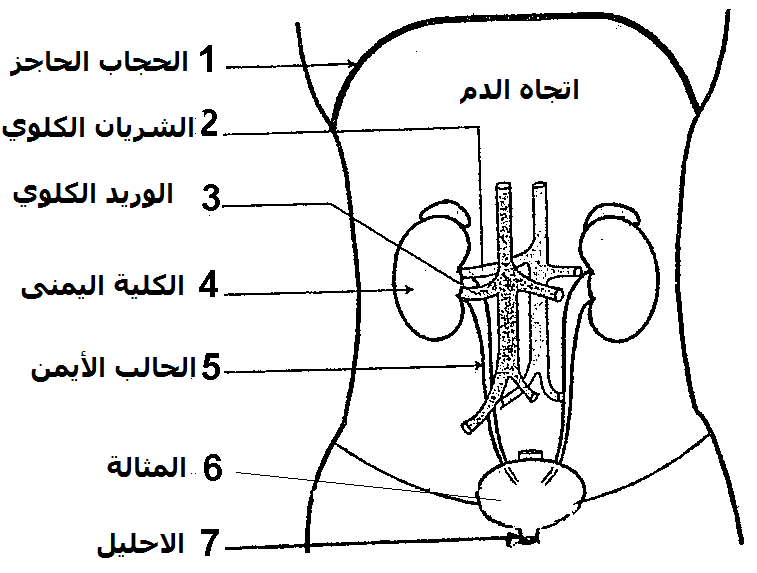 1 الحجاب الحاجز
اتجاه الدم
2 الشريان الكلوي
3 الوريد الكلوي
4 الكلية اليمنى
5 الحالب الأيمن
6 المثالة
7 الاحليل